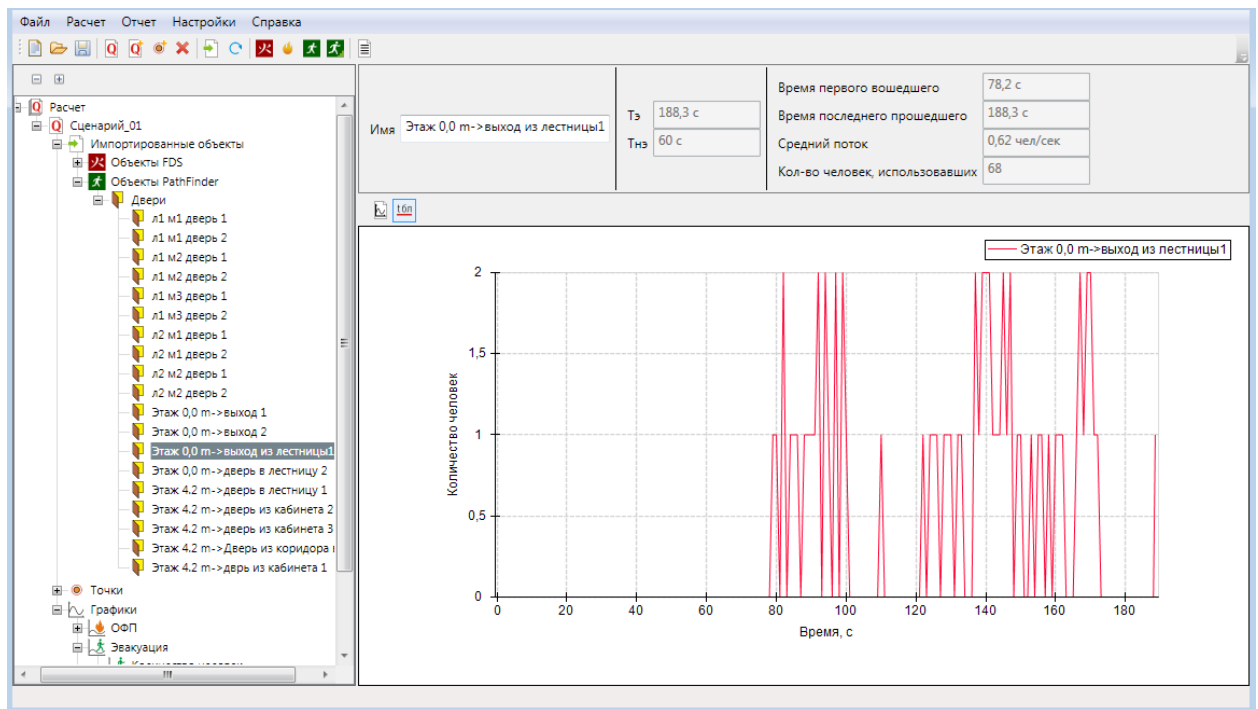 Файл Расчет Отчет Настройки Справка
Расчет
Сценарий_01
Импортированные объекты
Объекты FDS
Объекты PathFinder
Двери
л1 м1 дверь 1
л1 м1 дверь 2
л1 м2 дверь 1
л1 м2 дверь 2
л1 м3 дверь 1
л1 м3 дверь 2
л2 м1 дверь 1
л2 м1 дверь 2
л2 м2 дверь 1
л2 м2 дверь 2
Этаж 0,0 m->выход 1
Этаж 0,0 m->выход 2
Этаж 0,0 m->выход из лестницы1
Этаж 0,0 m->дверь в лестницу 2
Этаж 4.2 m->дверь в лестницу 1
Этаж 4.2 m->дверь из кабинета 2
Этаж 4.2 m->дверь из кабинета 3
Этаж 4.2 m->Дверь из коридора
Этаж 4.2 m->дврь из кабинета 1
Точки
Графики
ОФП
Эвакуация
Имя Этаж 0,0 m->выход из лестницы1
Tэ 188,3 с
Tнэ 60 с
Время первого вошедшего 78,2 с
Время последнего прошедшего 188,3 с
Средний поток 0,62 чел/сек
Кол-во человек, использовавших 68
tбл
Этаж 0,0 m->выход из лестницы1
Количество человек
2
1,5
1
0,5
0
0 20 40 60 80 100 120 140 160 180
Время, с